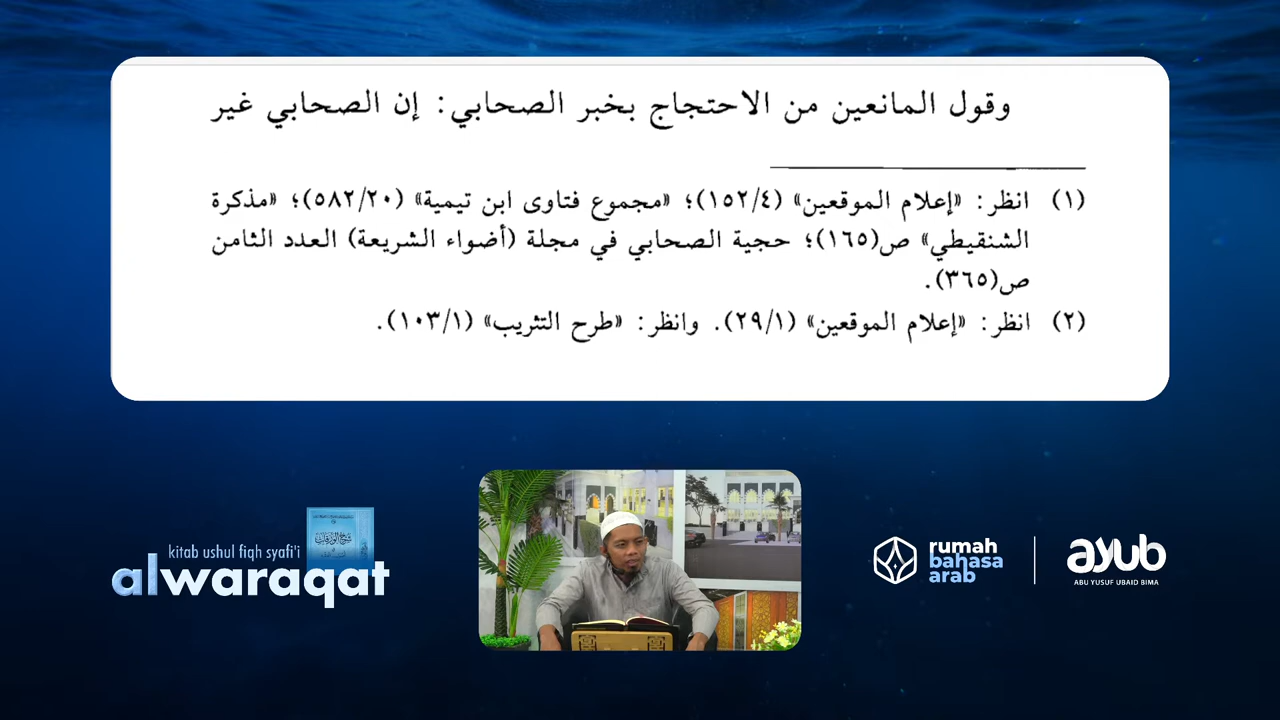 وقول المانعين من الاحتجاج بخبر الصحابي: إن الصحابي غير
(١) انظر: «إعلام الموقعين» (١٥٢/٤)؛ «مجموع فتاوى ابن تيمية» (٥٨٢/٢٠)؛ «مذكرة
الشنقيطي» ص(١٦٥)؛ حجية الصحابي في مجلة (أضواء الشريعة) العدد الثامن
ص(٣٦٥).
(٢) انظر: «إعلام الموقعين» (٢٩/١). وانظر: «طرح التثريب» (١٠٣/١).
kitab ushul fiqh syafi'i
alwaraqat
rumah
bahasa
arab
ayub
ABU YUSUF UBAID BIMA